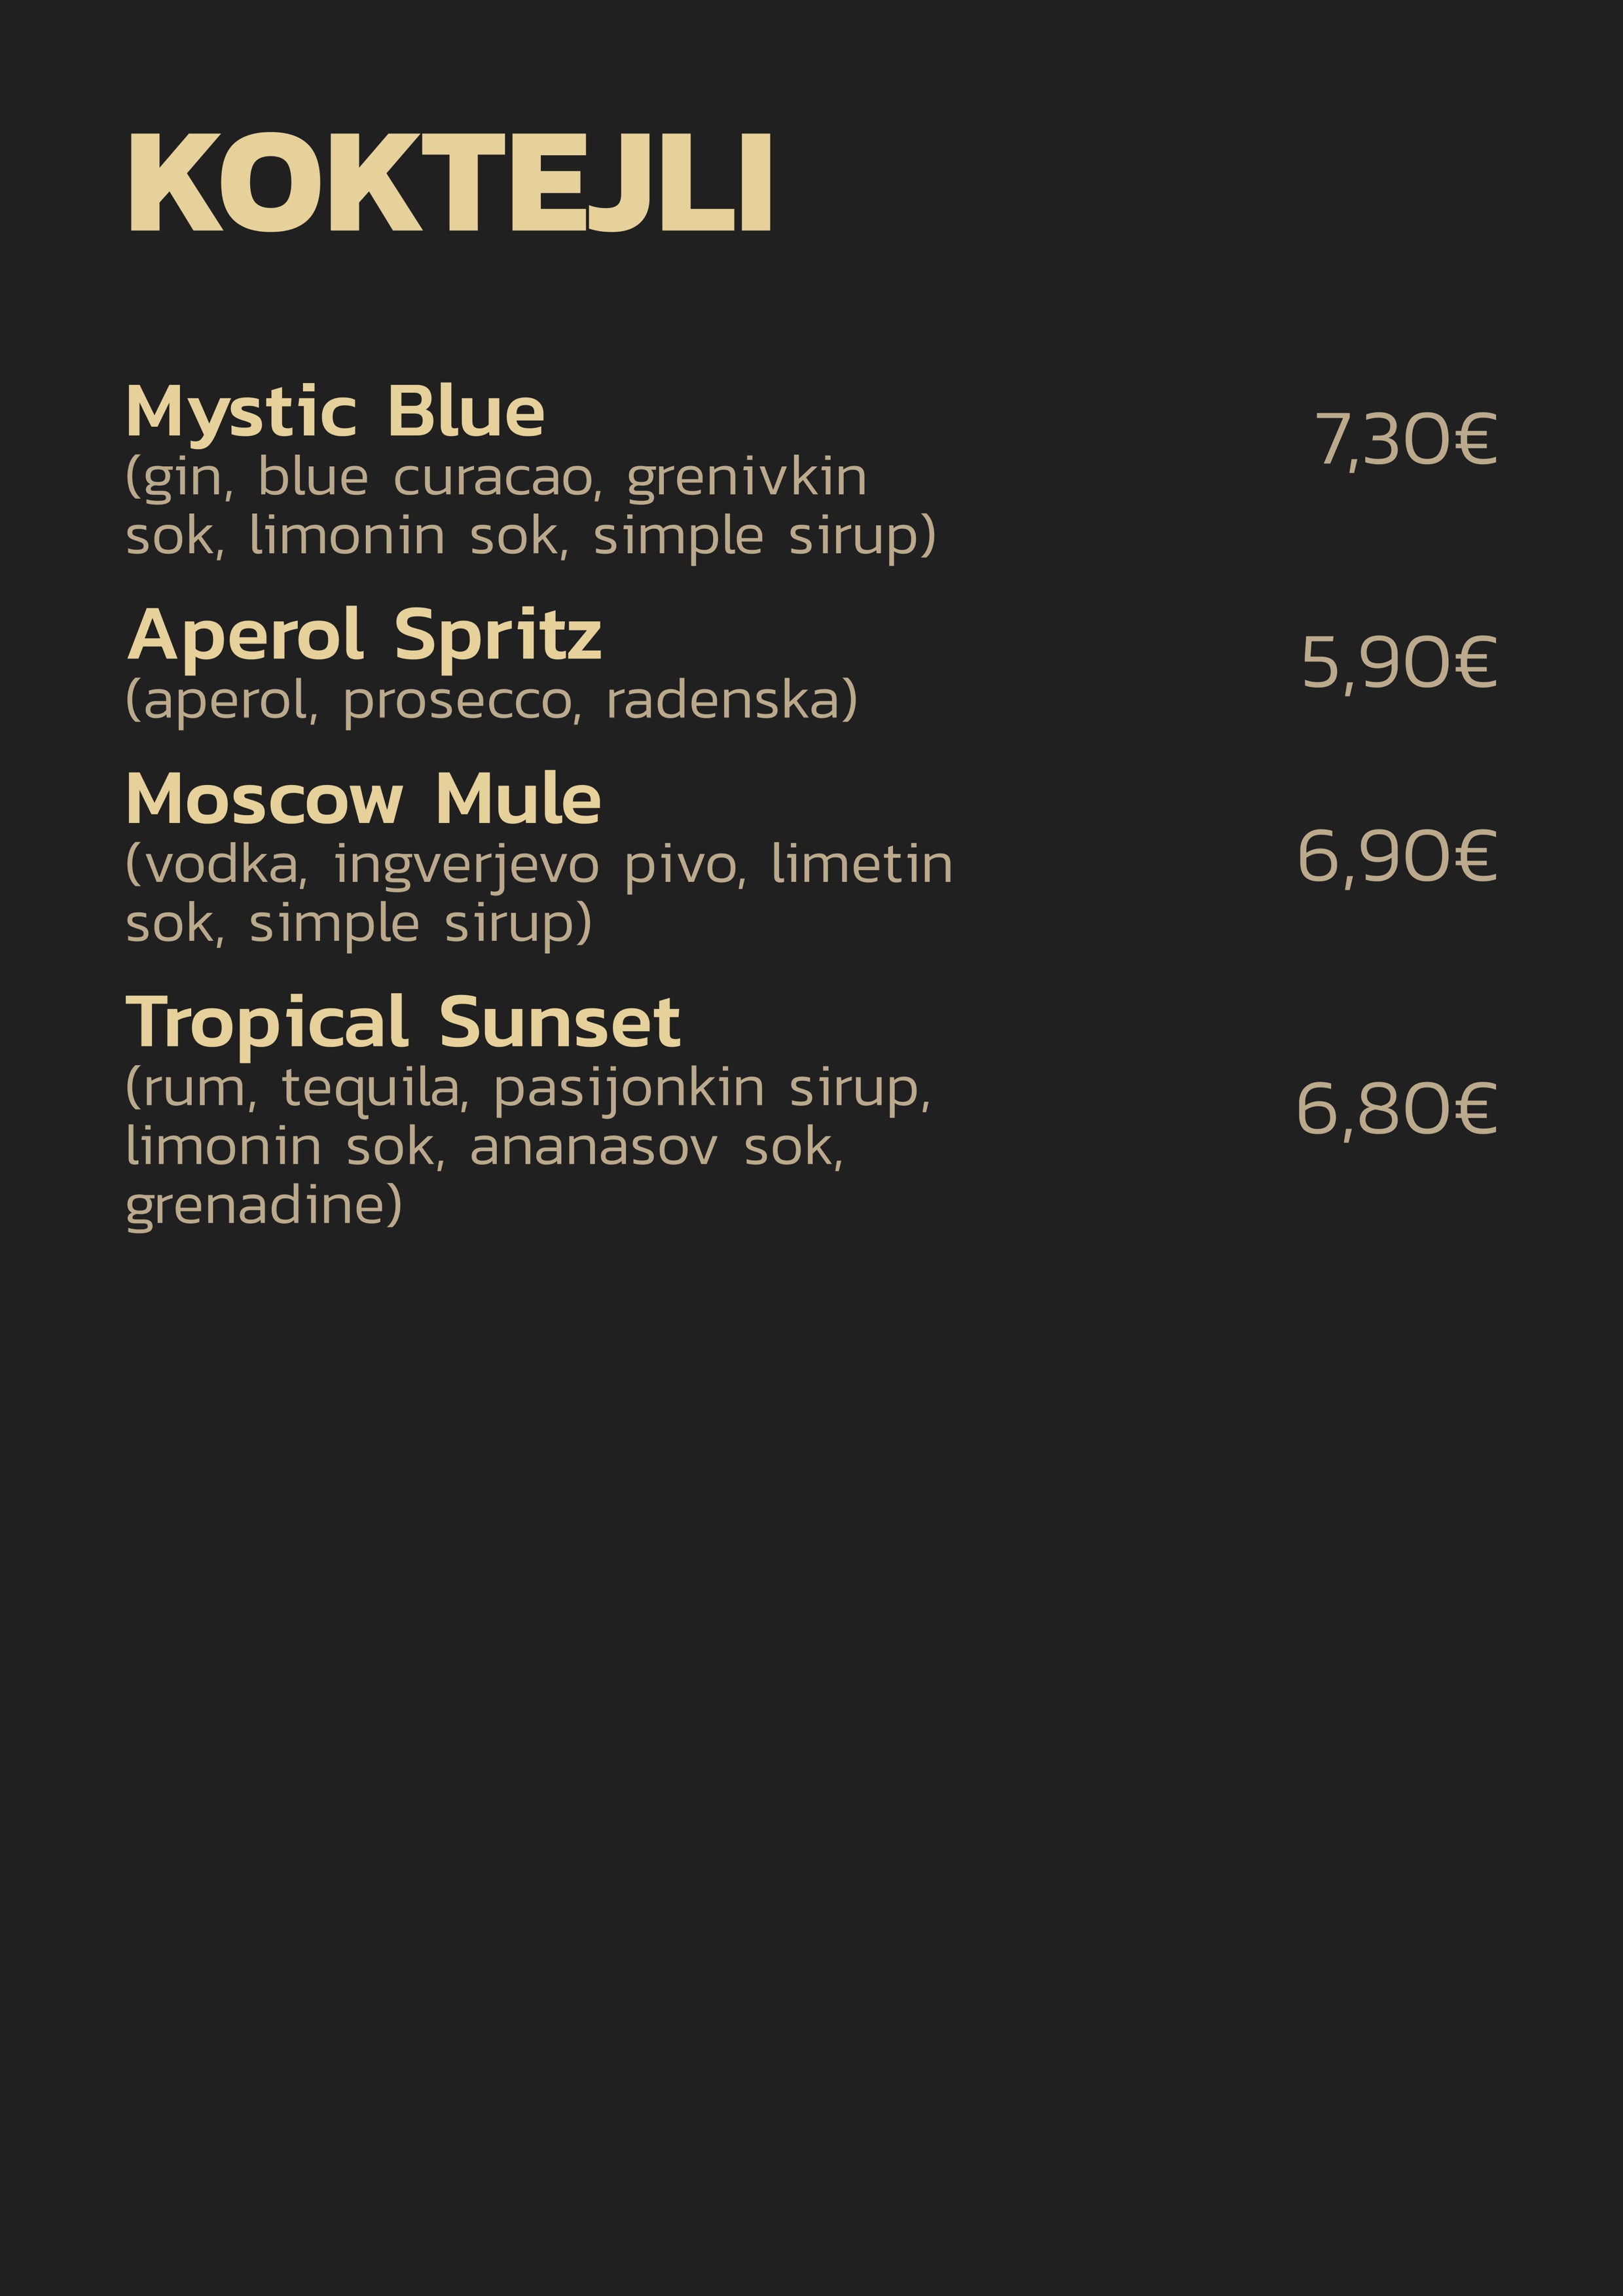 KOKTEJLI
Mystic Blue
7,30€
(gin, blue curacao, grenivkin
sok, limonin sok, simple sirup)
Aperol Spritz
5,90€
(aperol, prosecco, radenska)
Moscow Mule
6,90€
(vodka, ingverjevo pivo, limetin
sok, simple sirup)
Tropical Sunset
6,80€
(rum, tequila, pasijonkin sirup,
limonin sok, ananasov sok,
grenadine)